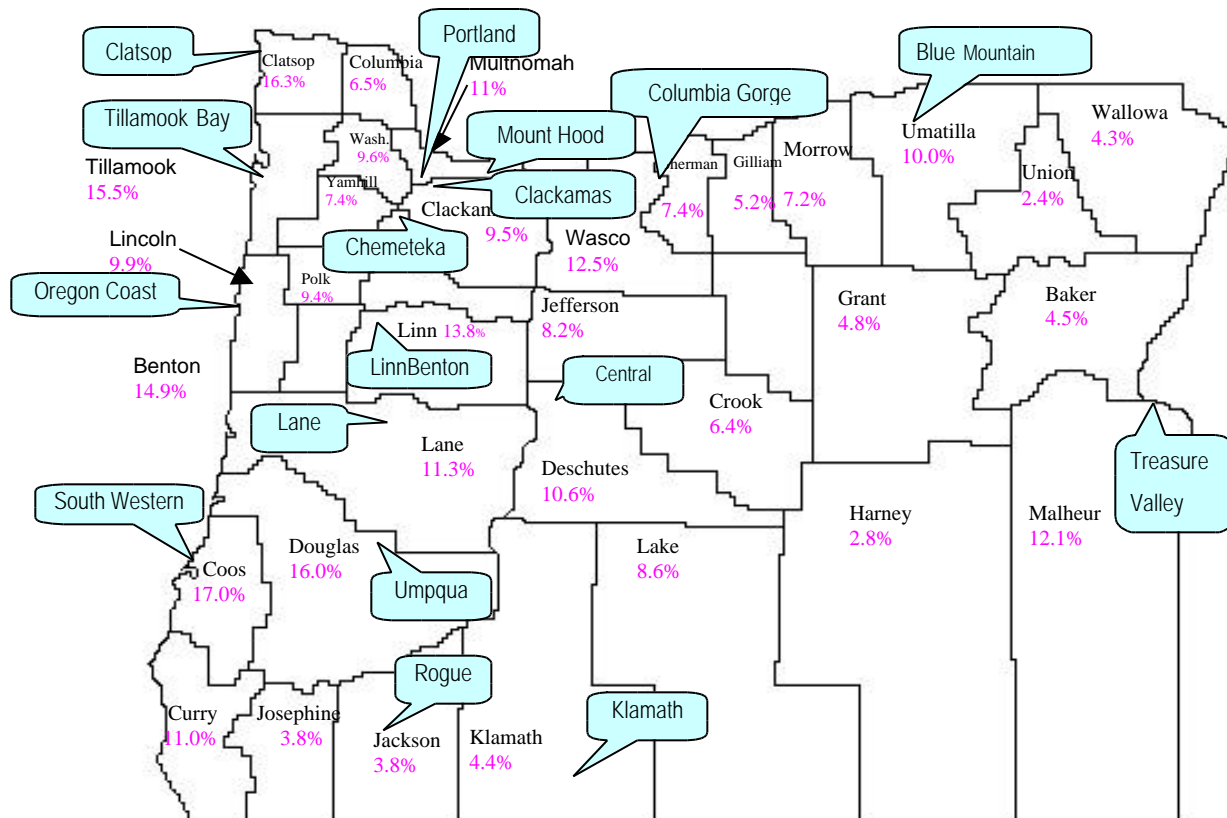 Clatsop
Portland
Blue Mountain
Clatsop
16.3%
Columbia
6.5%
Multnomah
11%
Columbia Gorge
Wallowa
4.3%
Tillamook Bay
Wash.
9.6%
Mount Hood
Umatilla
10.0%
Tillamook
15.5%
Yamhill
7.4%
Clackamas
herman
7.4%
Gilliam
5.2%
Morrow
7.2%
Union
2.4%
Clackam
9.5%
Lincoln
9.9%
Chemeteka
Wasco
12.5%
Oregon Coast
Polk
9.4%
Jefferson
8.2%
Grant
4.8%
Baker
4.5%
Linn 13.8%
Benton
14.9%
LinnBenton
Central
Crook
6.4%
Lane
Lane
11.3%
Deschutes
10.6%
Treasure
Valley
South Western
Harney
2.8%
Malheur
12.1%
Coos
17.0%
Douglas
16.0%
Lake
8.6%
Umpqua
Rogue
Curry
11.0%
Josephine
3.8%
Jackson
3.8%
Klamath
4.4%
Klamath